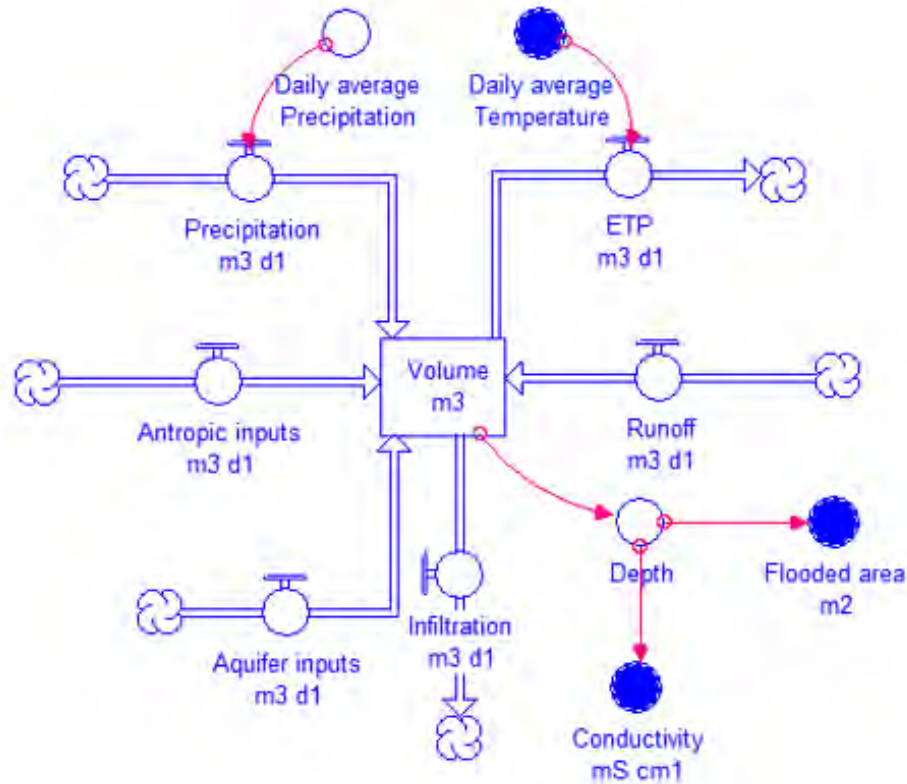 Daily average
Precipitation
Daily average
Temperature
Precipitation
m3 d1
ETP
m3 d1
Volume
m3
Antropic inputs
m3 d1
Runoff
m3 d1
Depth
Flooded area
m2
Infiltration
m3 d1
Aquifer inputs
m3 d1
Conductivity
mS cm1